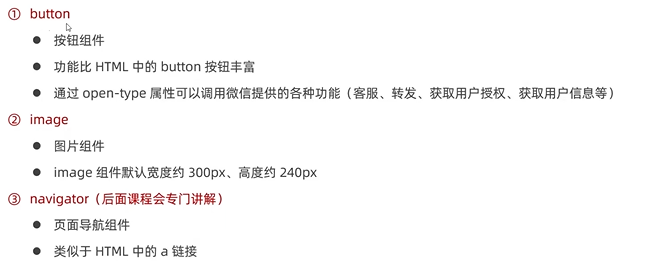 ① button
● 按钮组件
● 功能比 HTML 中的 button 按钮丰富
● 通过 open-type 属性可以调用微信提供的各种功能（客服、转发、获取用户授权、获取用户信息等）
② image
● 图片组件
● image 组件默认宽度约 300px、高度约 240px
③ navigator（后面课程会专门讲解）
● 页面导航组件
● 类似于 HTML 中的 a 链接